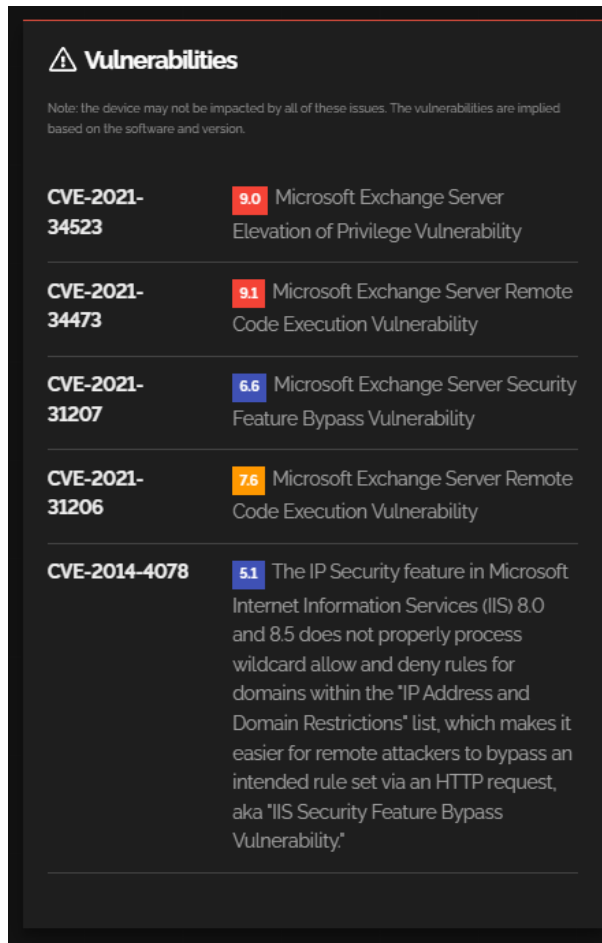 Vulnerabilities
Note: the device may not be impacted by all of these issues. The vulnerabilities are implied
based on the software and version.
CVE-2021-
34523
9.0 Microsoft Exchange Server
Elevation of Privilege Vulnerability
CVE-2021-
34473
9.1 Microsoft Exchange Server Remote
Code Execution Vulnerability
CVE-2021-
31207
6.6 Microsoft Exchange Server Security
Feature Bypass Vulnerability
CVE-2021-
31206
7.6 Microsoft Exchange Server Remote
Code Execution Vulnerability
CVE-2014-4078
5.1 The IP Security feature in Microsoft
Internet Information Services (IIS) 8.0
and 8.5 does not properly process
wildcard allow and deny rules for
domains within the "IP Address and
Domain Restrictions" list, which makes it
easier for remote attackers to bypass an
intended rule set via an HTTP request,
aka "IIS Security Feature Bypass
Vulnerability."